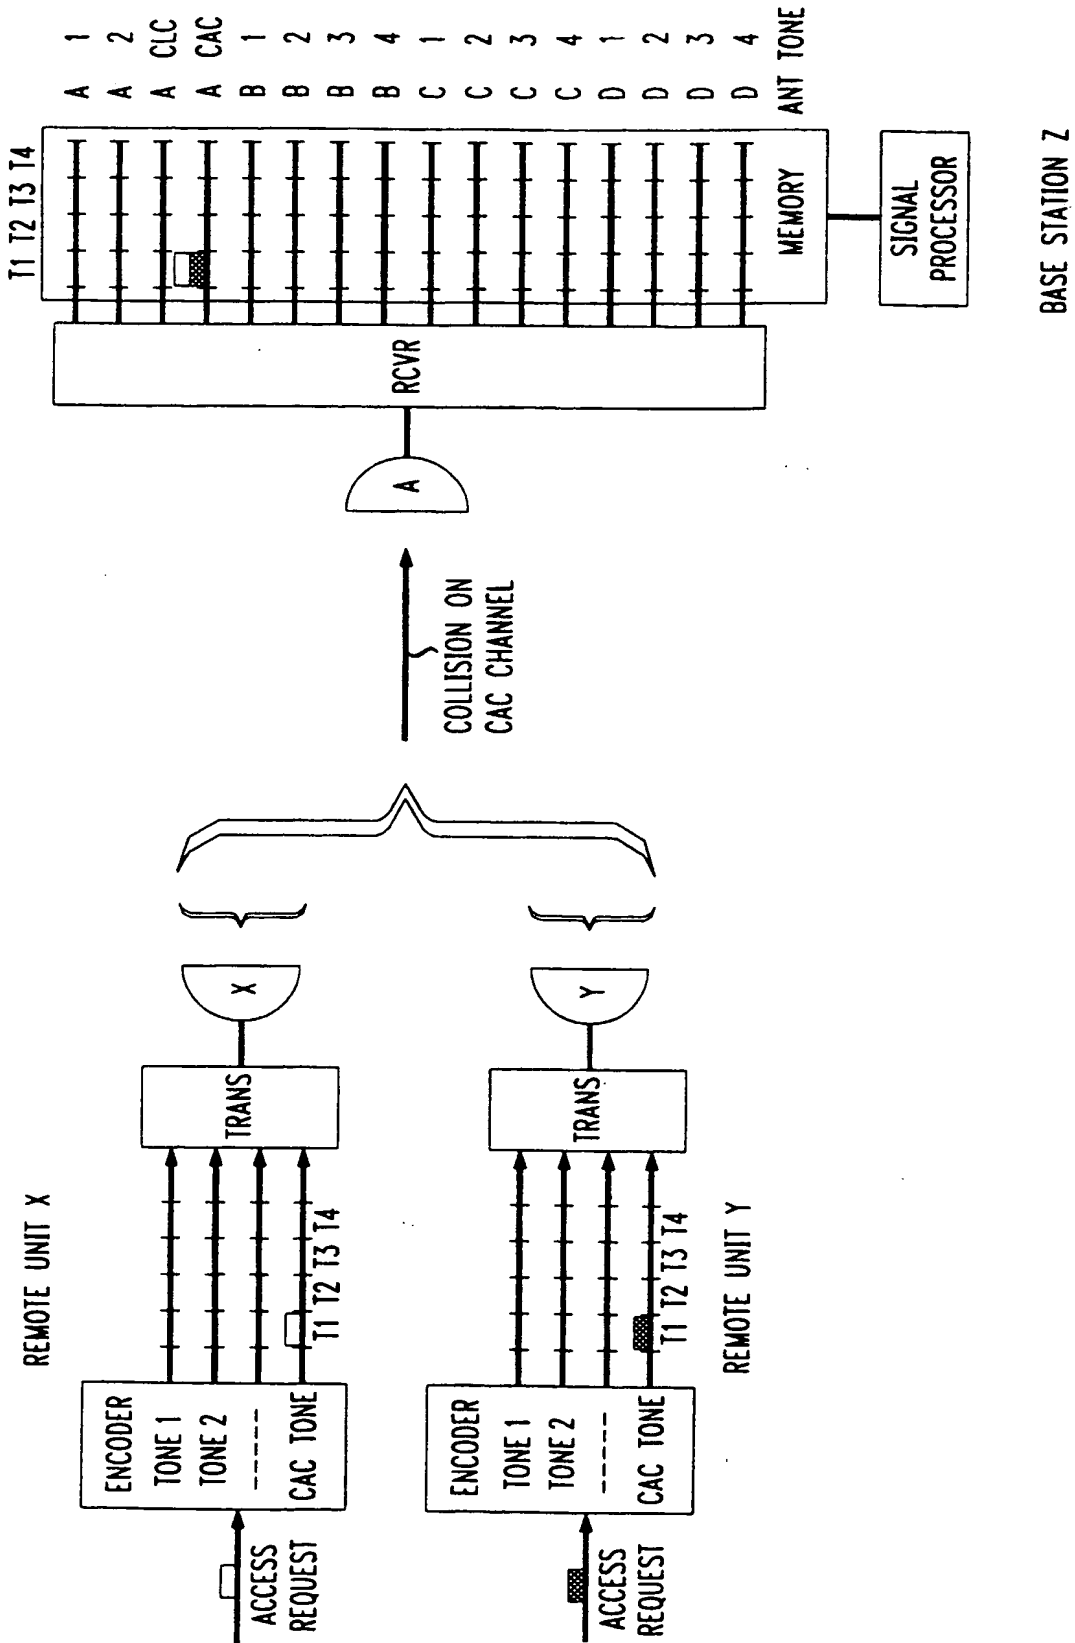 REMOTE UNIT X
ACCESS
REQUEST
ENCODER
TONE 1
TONE 2
-----
CAC TONE
T1 T2 T3 T4
TRANS
X
ACCESS
REQUEST
ENCODER
TONE 1
TONE 2
-----
CAC TONE
T1 T2 T3 T4
TRANS
Y
REMOTE UNIT Y
COLLISION ON
CAC CHANNEL
A
RCVR
T1 T2 T3 T4
A 1
A 2
A CLC
A CAC
B 1
B 2
B 3
B 4
C 1
C 2
C 3
C 4
D 1
D 2
D 3
D 4
ANT TONE
MEMORY
SIGNAL
PROCESSOR
BASE STATION Z